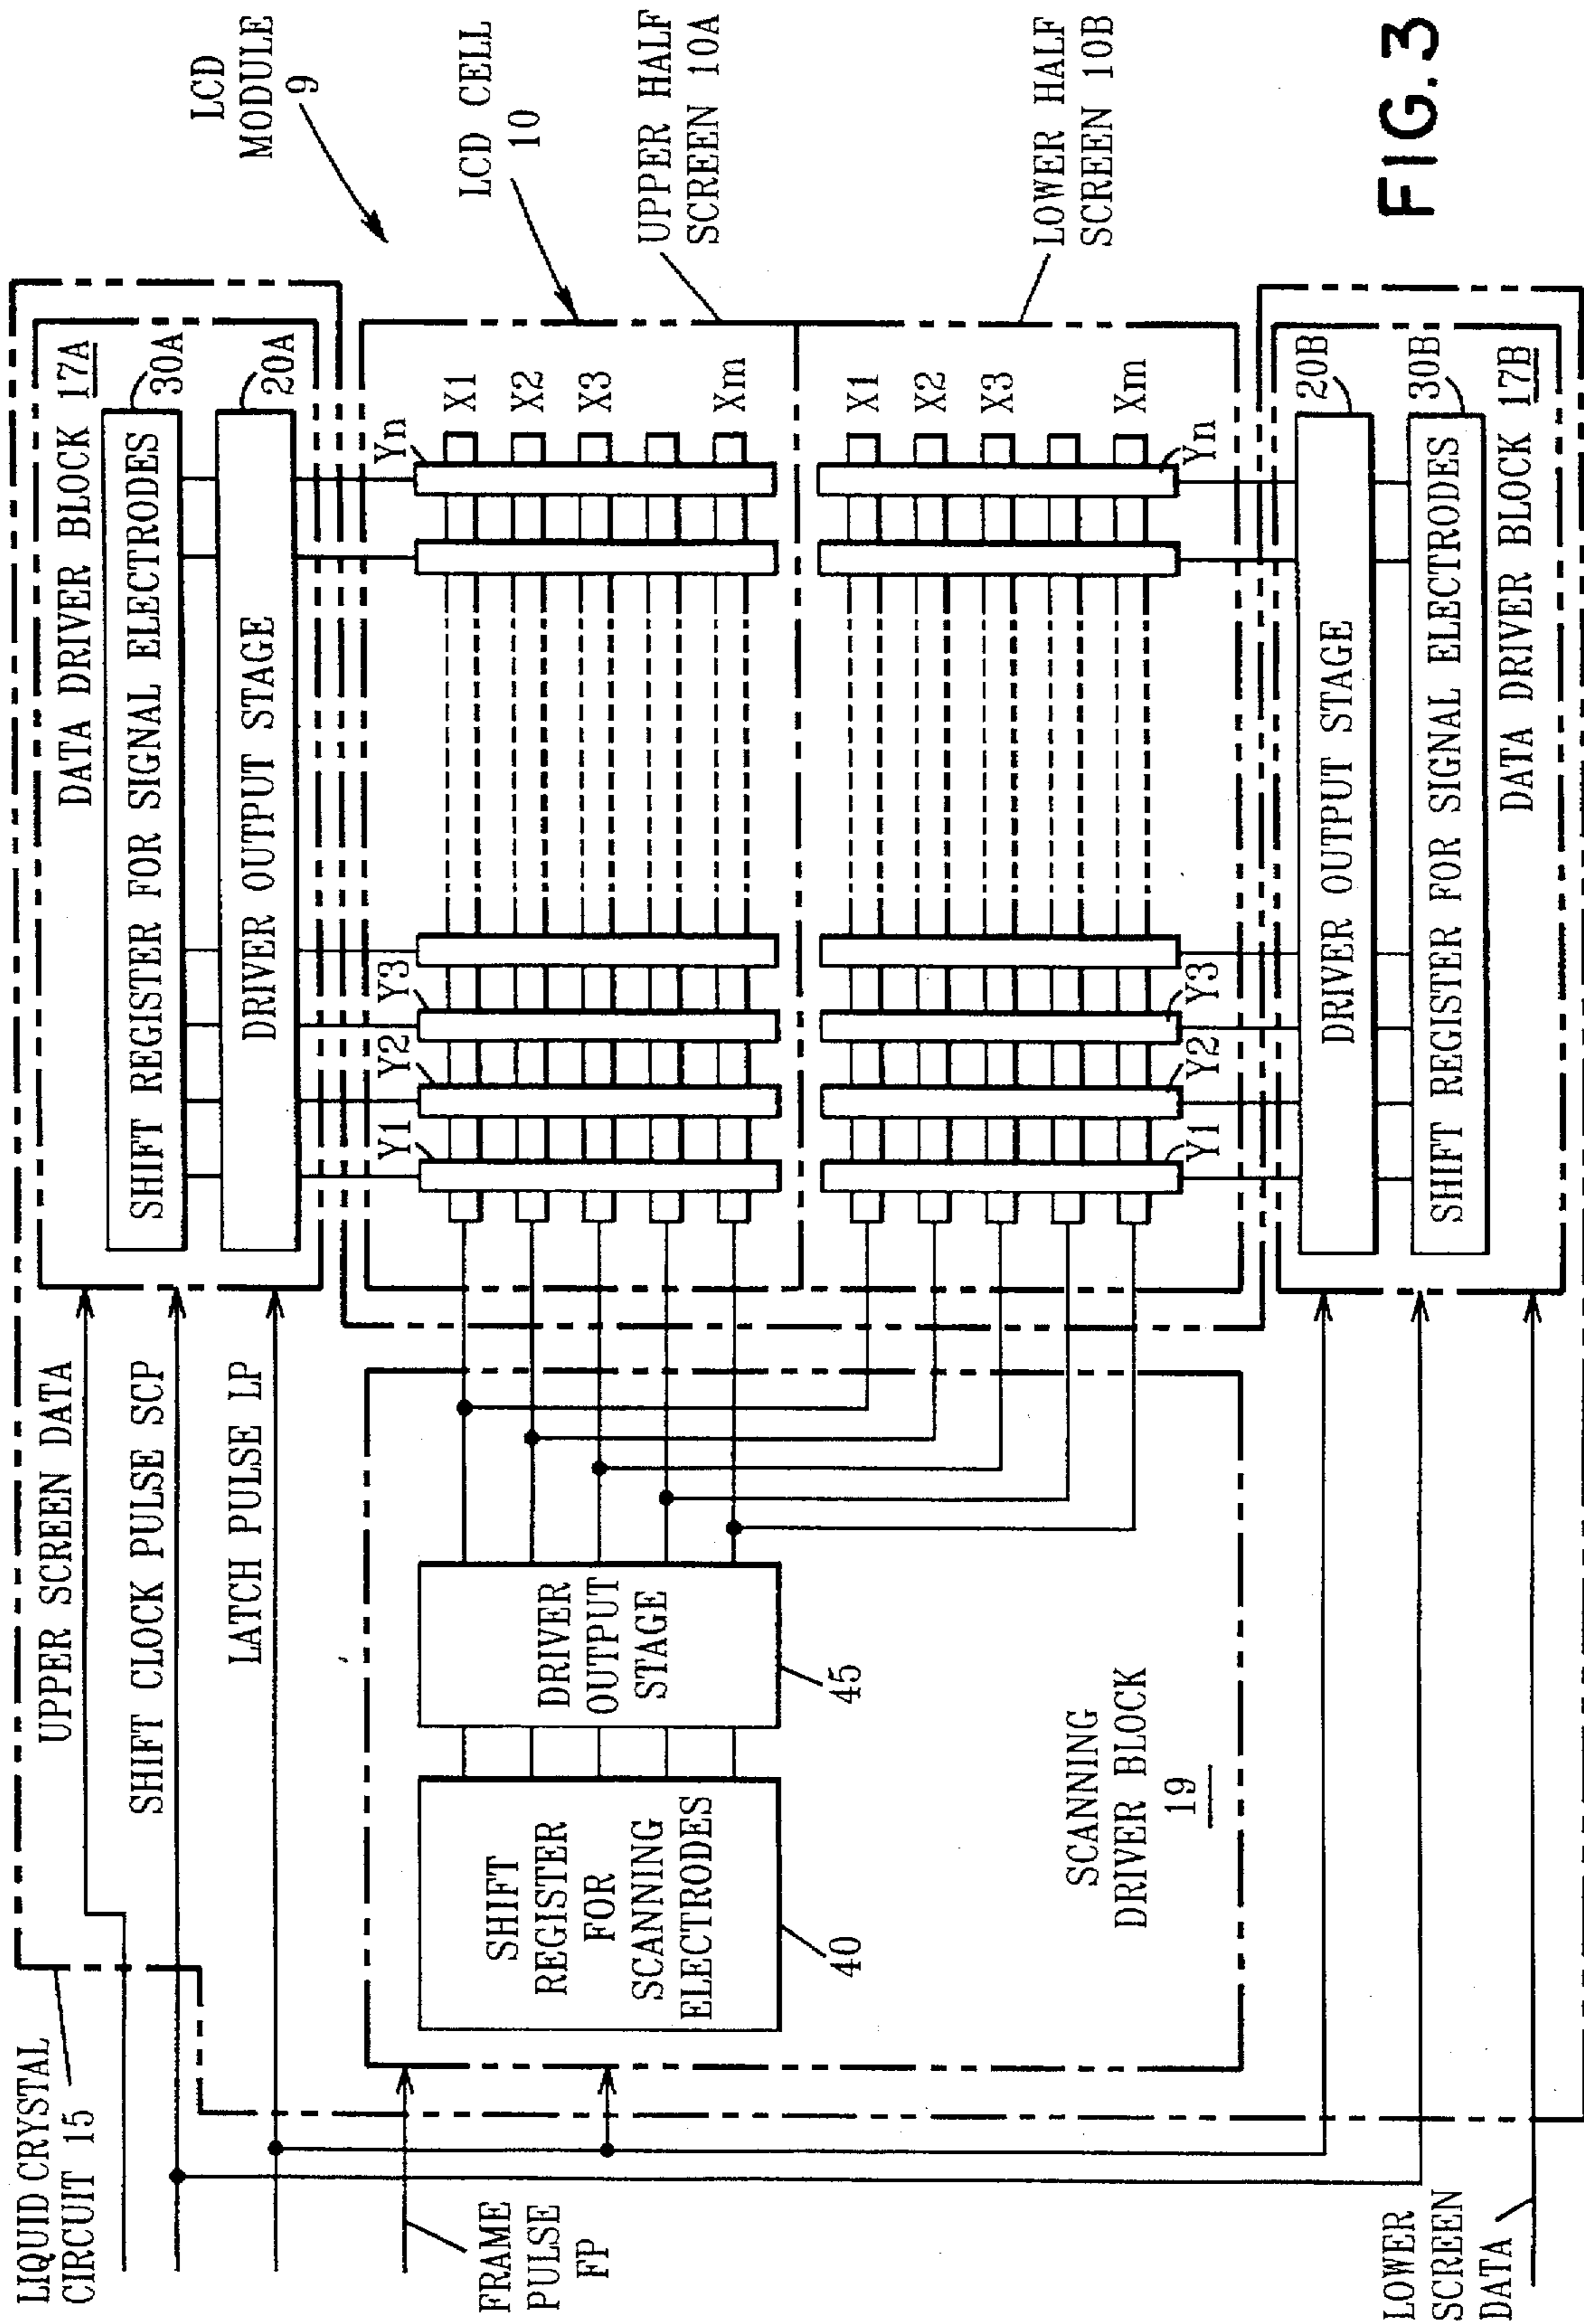 LCD
MODULE
9
LCD CELL
10
UPPER HALF
SCREEN 10A
LOWER HALF
SCREEN 10B
FIG.3
LIQUID CRYSTAL
CIRCUIT 15
UPPER SCREEN DATA
SHIFT CLOCK PULSE SCP
LATCH PULSE LP
FRAME
PULSE
FP
LOWER
SCREEN
DATA
DATA DRIVER BLOCK 17A
SHIFT REGISTER FOR SIGNAL ELECTRODES
30A
DRIVER OUTPUT STAGE
20A
Y1
Y2
Y3
Yn
X1
X2
X3
Xm
X1
X2
X3
Xm
Y1
Y2
Y3
Yn
SHIFT
REGISTER
FOR
SCANNING
ELECTRODES
40
DRIVER
OUTPUT
STAGE
45
SCANNING
DRIVER BLOCK
19
DRIVER OUTPUT STAGE
20B
SHIFT REGISTER FOR SIGNAL ELECTRODES
30B
DATA DRIVER BLOCK 17B